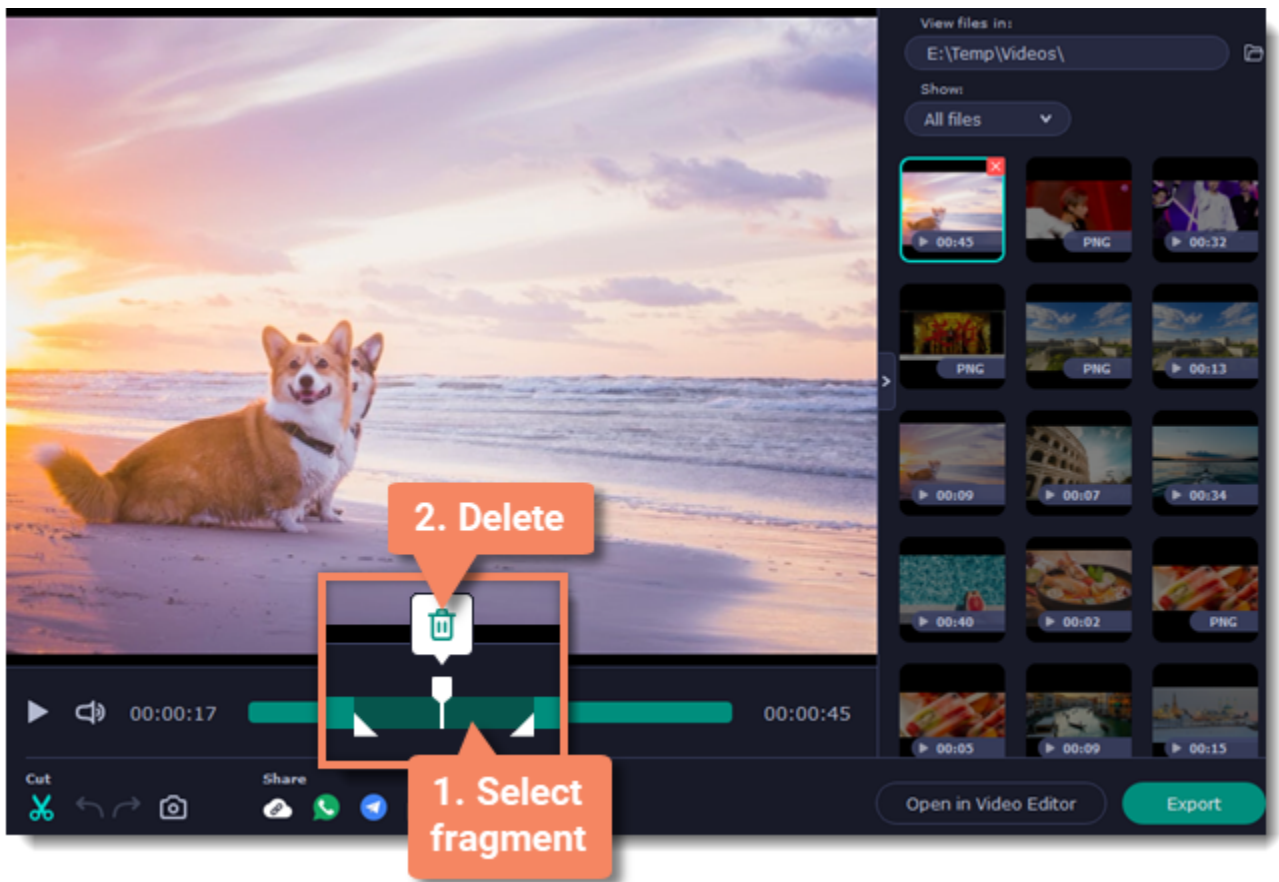 View files in:
E:\Temp\Videos\
Show:
All files
00:45
PNG
00:32
PNG
PNG
00:13
00:09
00:07
00:34
00:40
00:02
PNG
00:05
00:09
00:15
2. Delete
00:00:17
00:00:45
1. Select
fragment
Cut
Share
Open in Video Editor
Export